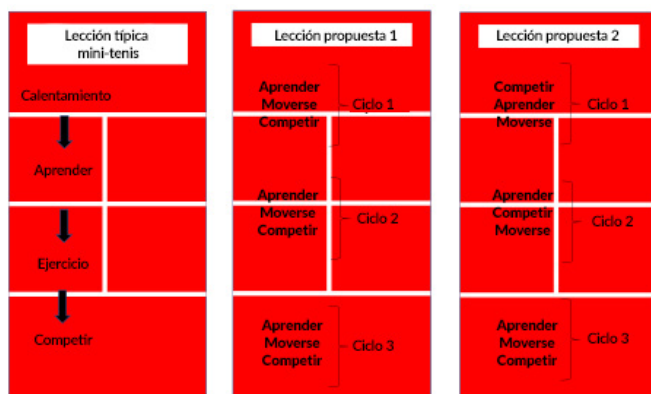 Lección típica
mini-tenis
Calentamiento
Aprender
Ejercicio
Competir
Lección propuesta 1
Aprender
Moverse
Competir
Ciclo 1
Aprender
Moverse
Competir
Ciclo 2
Aprender
Moverse
Competir
Ciclo 3
Lección propuesta 2
Competir
Aprender
Moverse
Ciclo 1
Aprender
Competir
Moverse
Ciclo 2
Aprender
Moverse
Competir
Ciclo 3